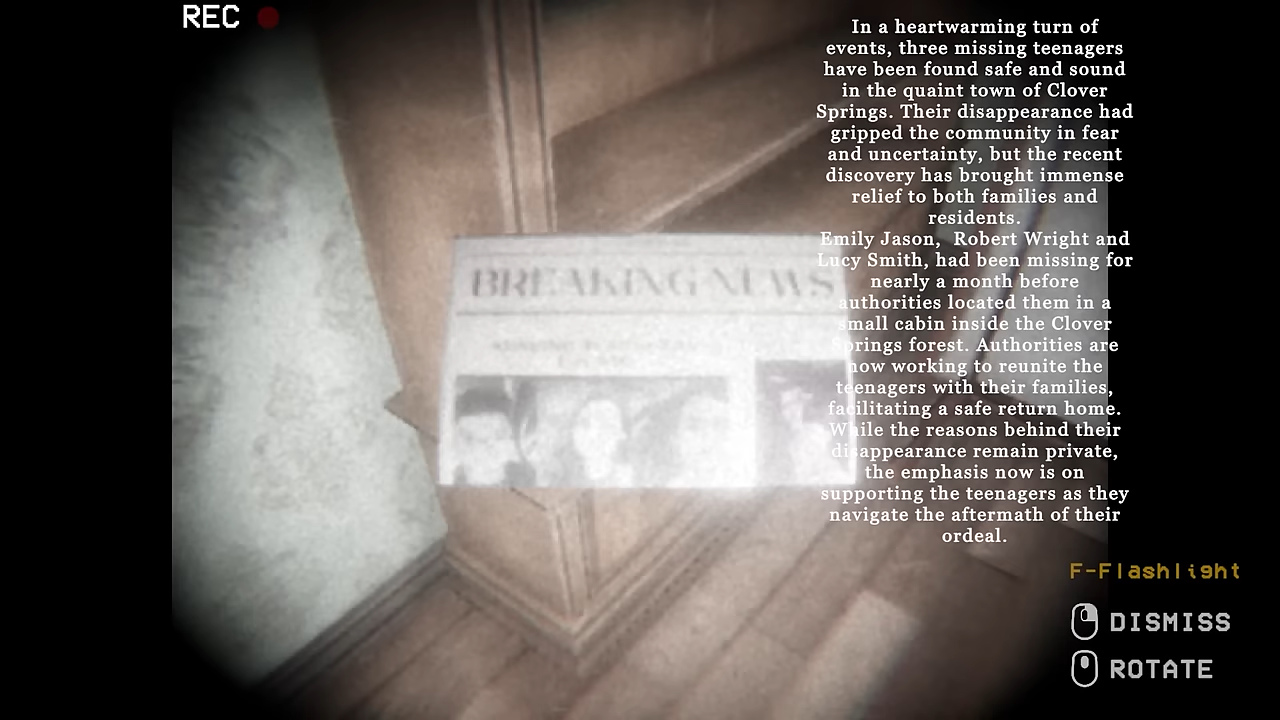 REC
In a heartwarming turn of
events, three missing teenagers
have been found safe and sound
in the quaint town of Clover
Springs. Their disappearance had
gripped the community in fear
and uncertainty, but the recent
discovery has brought immense
relief to both families and
residents.
Emily Jason,  Robert Wright and
Lucy Smith, had been missing for
nearly a month before
authorities located them in a
small cabin inside the Clover
Springs forest. Authorities are
now working to reunite the
teenagers with their families,
facilitating a safe return home.
While the reasons behind their
disappearance remain private,
the emphasis now is on
supporting the teenagers as they
navigate the aftermath of their
ordeal.
BREAKING NEWS
F-Flashlight
DISMISS
ROTATE